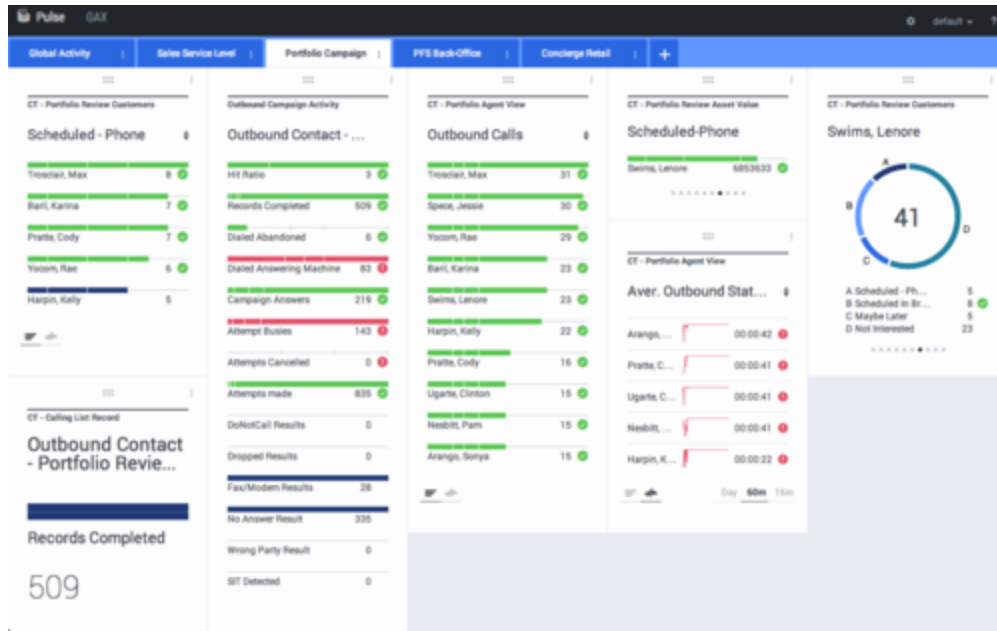 Pulse GAX default ?
Global Activity Sales Service Level Portfolio Campaign PFS Back-Office Concierge Retail +
CT - Portfolio Review Customers
Scheduled - Phone
Trosclair, Max 8
Baril, Karina 7
Pratte, Cody 7
Yocom, Rae 6
Harpin, Kelly 5
CT - Calling List Record
Outbound Contact
- Portfolio Revie...
Records Completed
509
Outbound Campaign Activity
Outbound Contact - ...
Hit Ratio 3
Records Completed 509
Dialed Abandoned 6
Dialed Answering Machine 83
Campaign Answers 219
Attempt Busies 143
Attempts Cancelled 0
Attempts made 835
DoNotCall Results 0
Dropped Results 0
Fax/Modem Results 28
No Answer Result 335
Wrong Party Result 0
SIT Detected 0
CT - Portfolio Agent View
Outbound Calls
Trosclair, Max 31
Spece, Jessie 30
Yocom, Rae 29
Baril, Karina 23
Swims, Lenore 23
Harpin, Kelly 22
Pratte, Cody 16
Ugarte, Clinton 15
Nesbitt, Pam 15
Arango, Sonya 15
CT - Portfolio Review Asset Value
Scheduled-Phone
Swims, Lenore 6853633
CT - Portfolio Agent View
Aver. Outbound Stat...
Arango, ... 00:00:42
Pratte, C... 00:00:41
Ugarte, C... 00:00:41
Nesbitt, ... 00:00:41
Harpin, K... 00:00:22
Day 60m 15m
CT - Portfolio Review Customers
Swims, Lenore
A
B
41
D
C
A Scheduled - Ph... 5
B Scheduled In Br... 8
C Maybe Later 5
D Not Interested 23